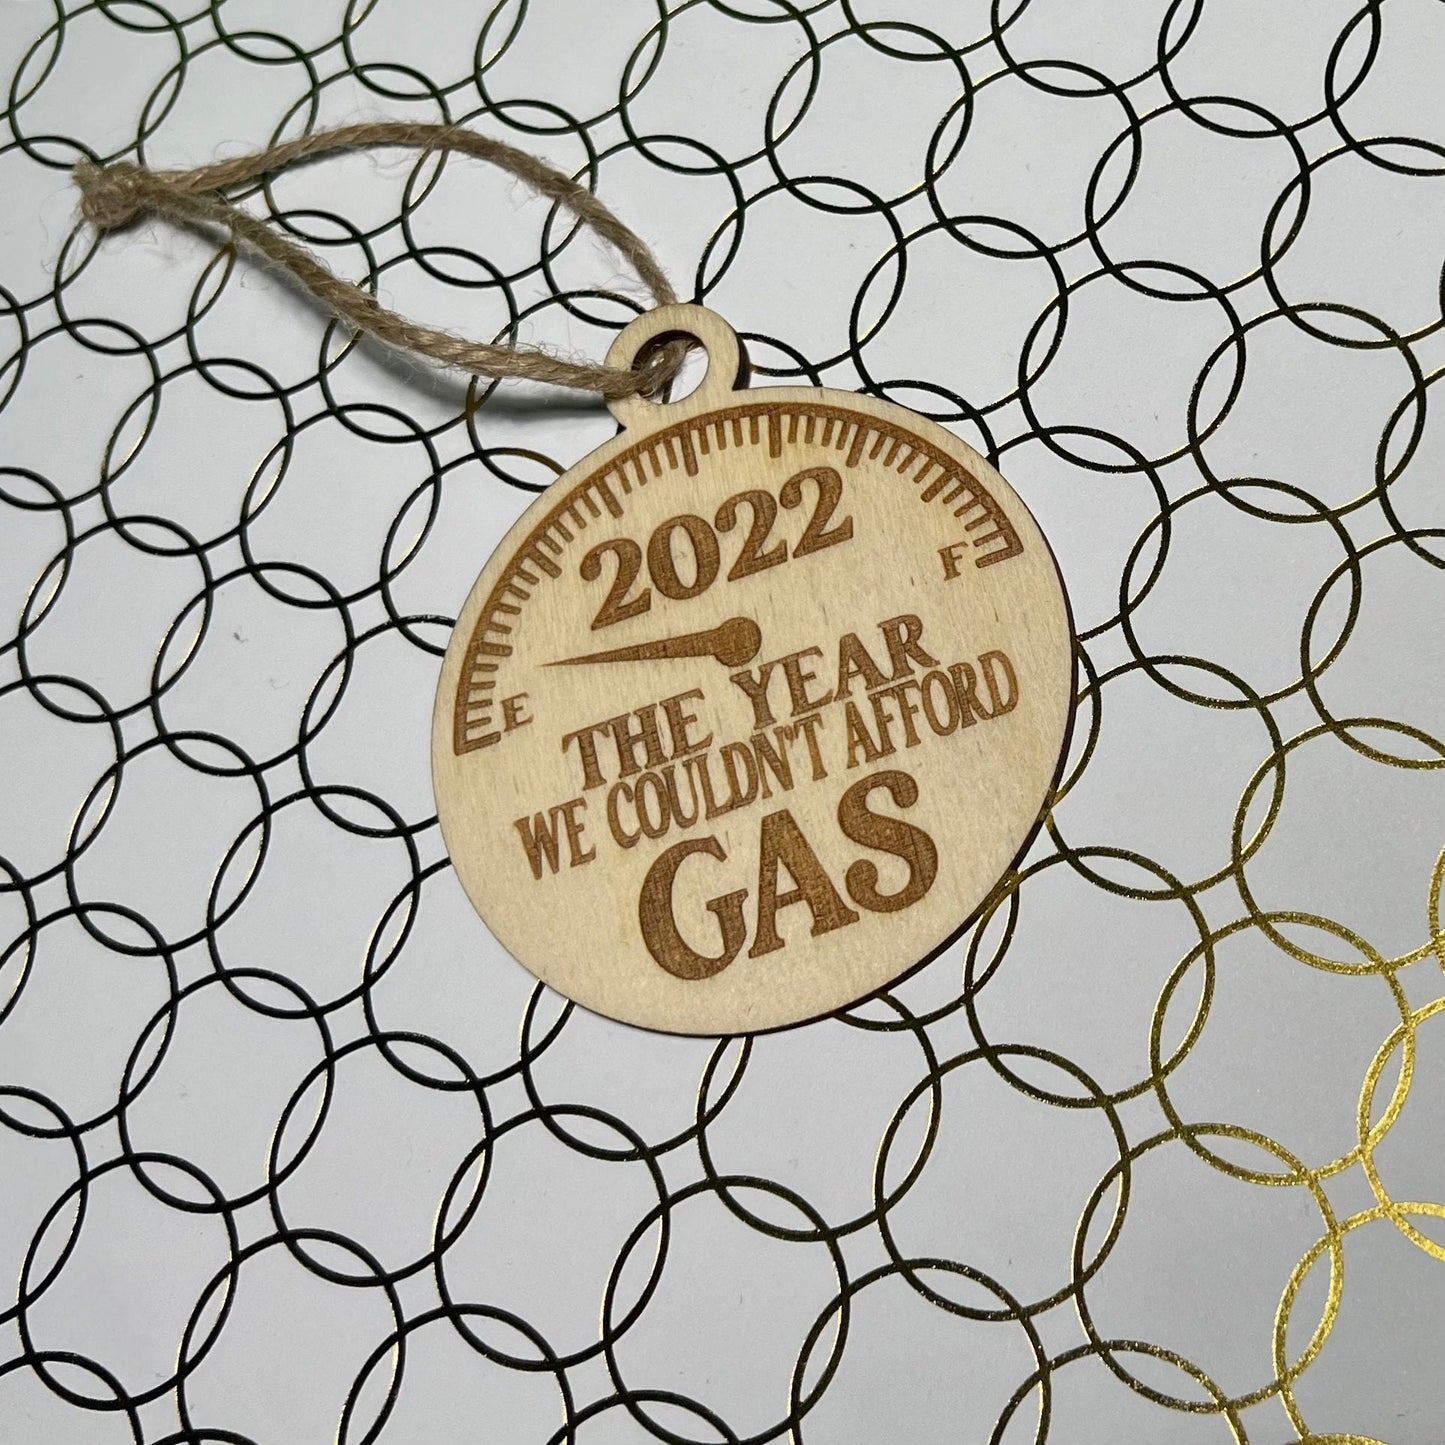 2022
E F
THE YEAR
WE COULDN'T AFFORD
GAS